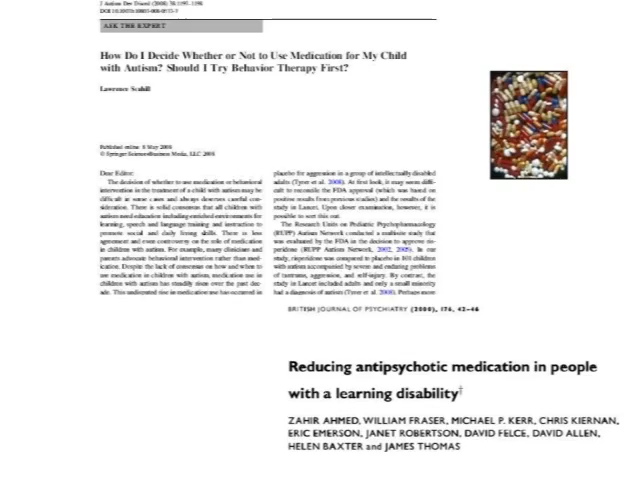 J Autism Dev Disord (2008) 38:1197–1198
DOI 10.1007/s10803-008-0573-7
ASK THE EXPERT
How Do I Decide Whether or Not to Use Medication for My Child
with Autism? Should I Try Behavior Therapy First?
Lawrence Scahill
Published online: 8 May 2008
© Springer Science+Business Media, LLC 2008
Dear Editor:
The decision of whether to use medication or behavioral
intervention in the treatment of a child with autism may be
difficult at some cases and always deserves careful con-
sideration. There is solid consensus that all children with
autism need education including enriched environments for
learning, speech and language training and instruction to
promote social and daily living skills. There is less
agreement and even controversy on the role of medication
in children with autism. For example, many clinicians and
parents advocate behavioral intervention rather than med-
ication. Despite the lack of consensus on how and when to
use medication in children with autism, medication use in
children with autism has steadily risen over the past dec-
ade. This undisputed rise in medication use has occurred in
placebo for aggression in a group of intellectually disabled
adults (Tyrer et al. 2008). At first look, it may seem diffi-
cult to reconcile the FDA approval (which was based on
positive results from previous studies) and the results of the
study in Lancet. Upon closer examination, however, it is
possible to sort this out.
The Research Units on Pediatric Psychopharmacology
(RUPP) Autism Network conducted a multisite study that
was evaluated by the FDA in the decision to approve ris-
peridone (RUPP Autism Network, 2002, 2005). In our
study, risperidone was compared to placebo in 101 children
with autism accompanied by severe and enduring problems
of tantrums, aggression, and self-injury. By contrast, the
study in Lancet included adults and only a small minority
had a diagnosis of autism (Tyrer et al. 2008). Perhaps more
BRITISH JOURNAL OF PSYCHIATRY (2000), 176, 42–46
Reducing antipsychotic medication in people
with a learning disability†
ZAHIR AHMED, WILLIAM FRASER, MICHAEL P. KERR, CHRIS KIERNAN,
ERIC EMERSON, JANET ROBERTSON, DAVID FELCE, DAVID ALLEN,
HELEN BAXTER and JAMES THOMAS